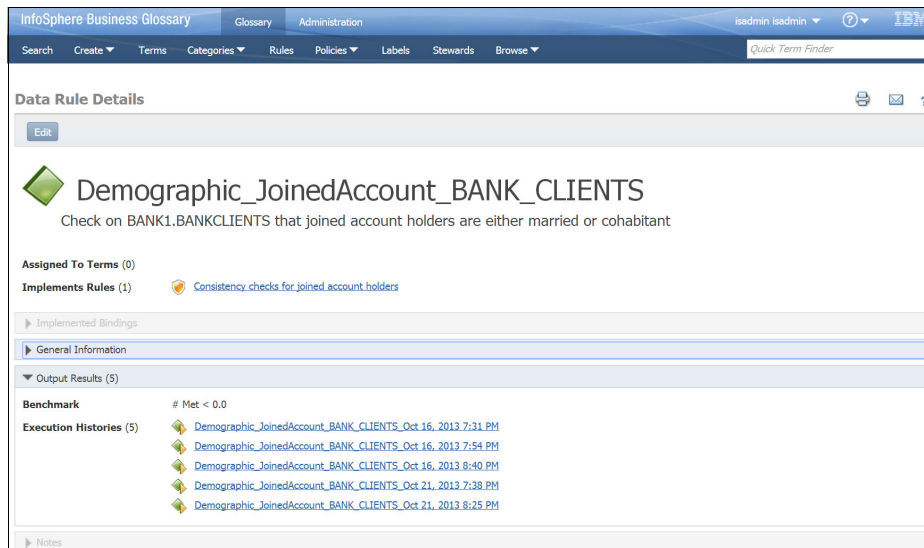 InfoSphere Business Glossary Glossary Administration isadmin isadmin IBM
Search Create Terms Categories Rules Policies Labels Stewards Browse Quick Term Finder
Data Rule Details ?
Edit
Demographic_JoinedAccount_BANK_CLIENTS
Check on BANK1.BANKCLIENTS that joined account holders are either married or cohabitant
Assigned To Terms (0)
Implements Rules (1) Consistency checks for joined account holders
Implemented Bindings
General Information
Output Results (5)
Benchmark # Met < 0.0
Execution Histories (5) Demographic_JoinedAccount_BANK_CLIENTS_Oct 16, 2013 7:31 PM
Demographic_JoinedAccount_BANK_CLIENTS_Oct 16, 2013 7:54 PM
Demographic_JoinedAccount_BANK_CLIENTS_Oct 16, 2013 8:40 PM
Demographic_JoinedAccount_BANK_CLIENTS_Oct 21, 2013 7:38 PM
Demographic_JoinedAccount_BANK_CLIENTS_Oct 21, 2013 8:25 PM
Notes